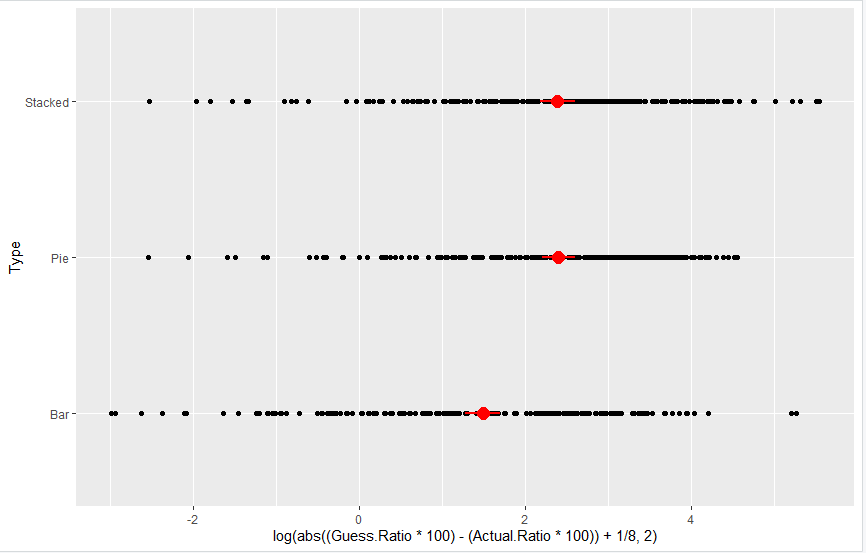 Stacked
Pie
Bar
Type
-2 0 2 4
log(abs((Guess.Ratio * 100) - (Actual.Ratio * 100)) + 1/8, 2)